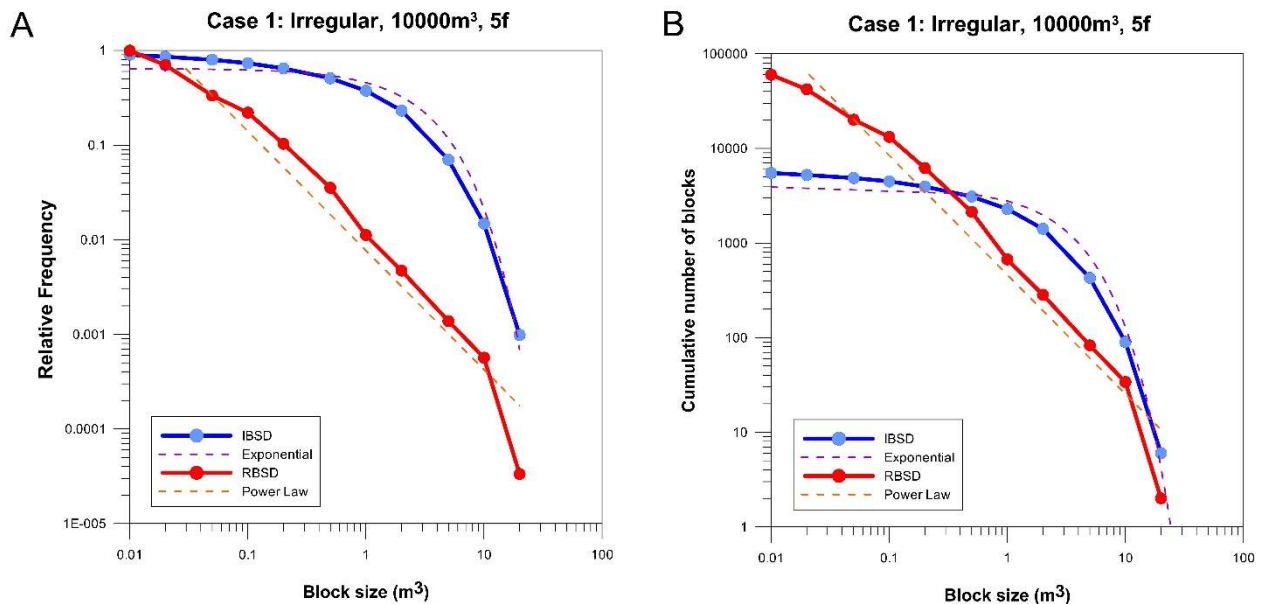 A
Case 1: Irregular, 10000m³, 5f
1
0.1
0.01
0.001
0.0001
1E-005
Relative Frequency
IBSD
Exponential
RBSD
Power Law
0.01
0.1
1
10
100
Block size (m³)
B
Case 1: Irregular, 10000m³, 5f
100000
10000
1000
100
10
1
Cumulative number of blocks
IBSD
Exponential
RBSD
Power Law
0.01
0.1
1
10
100
Block size (m³)